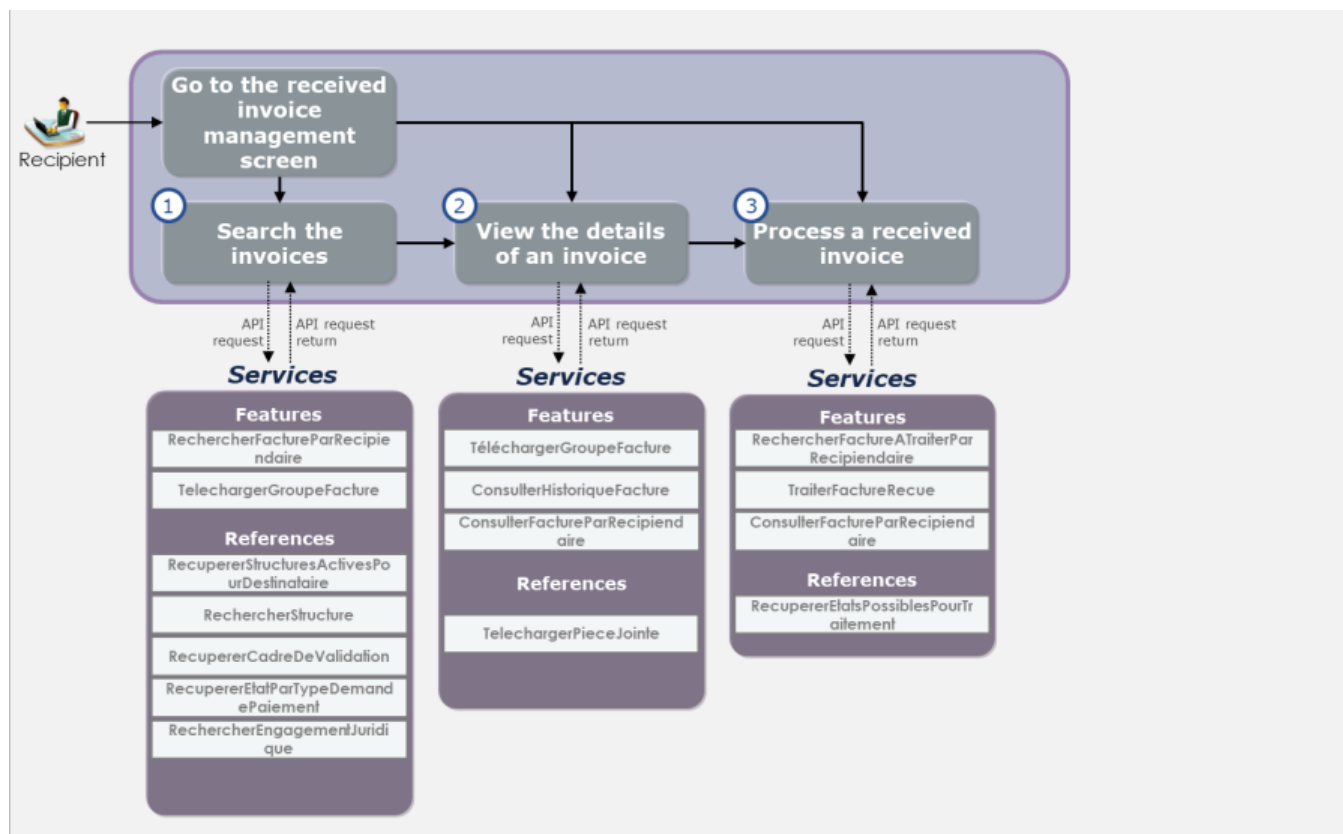 Go to the received
invoice
management
screen
Recipient
1
Search the
invoices
2
View the details
of an invoice
3
Process a received
invoice
API
request
API request
return
API
request
API request
return
API
request
API request
return
Services
Features
RechercherFactureParRecipie
ndaire
TelechargerGroupeFacture
References
RecupererStructuresActivesPo
urDestinataire
RechercherStructure
RecupererCadreDeValidation
RecupererEtatParTypeDemand
ePaiement
RechercherEngagementJuridi
que
Services
Features
TéléchargerGroupeFacture
ConsulterHistoriqueFacture
ConsulterFactureParRecipiend
aire
References
TelechargerPieceJointe
Services
Features
RechercherFactureATraiterPar
Recipiendaire
TraiterFactureRecue
ConsulterFactureParRecipiend
aire
References
RecupererEtatsPossiblesPourTr
aitement